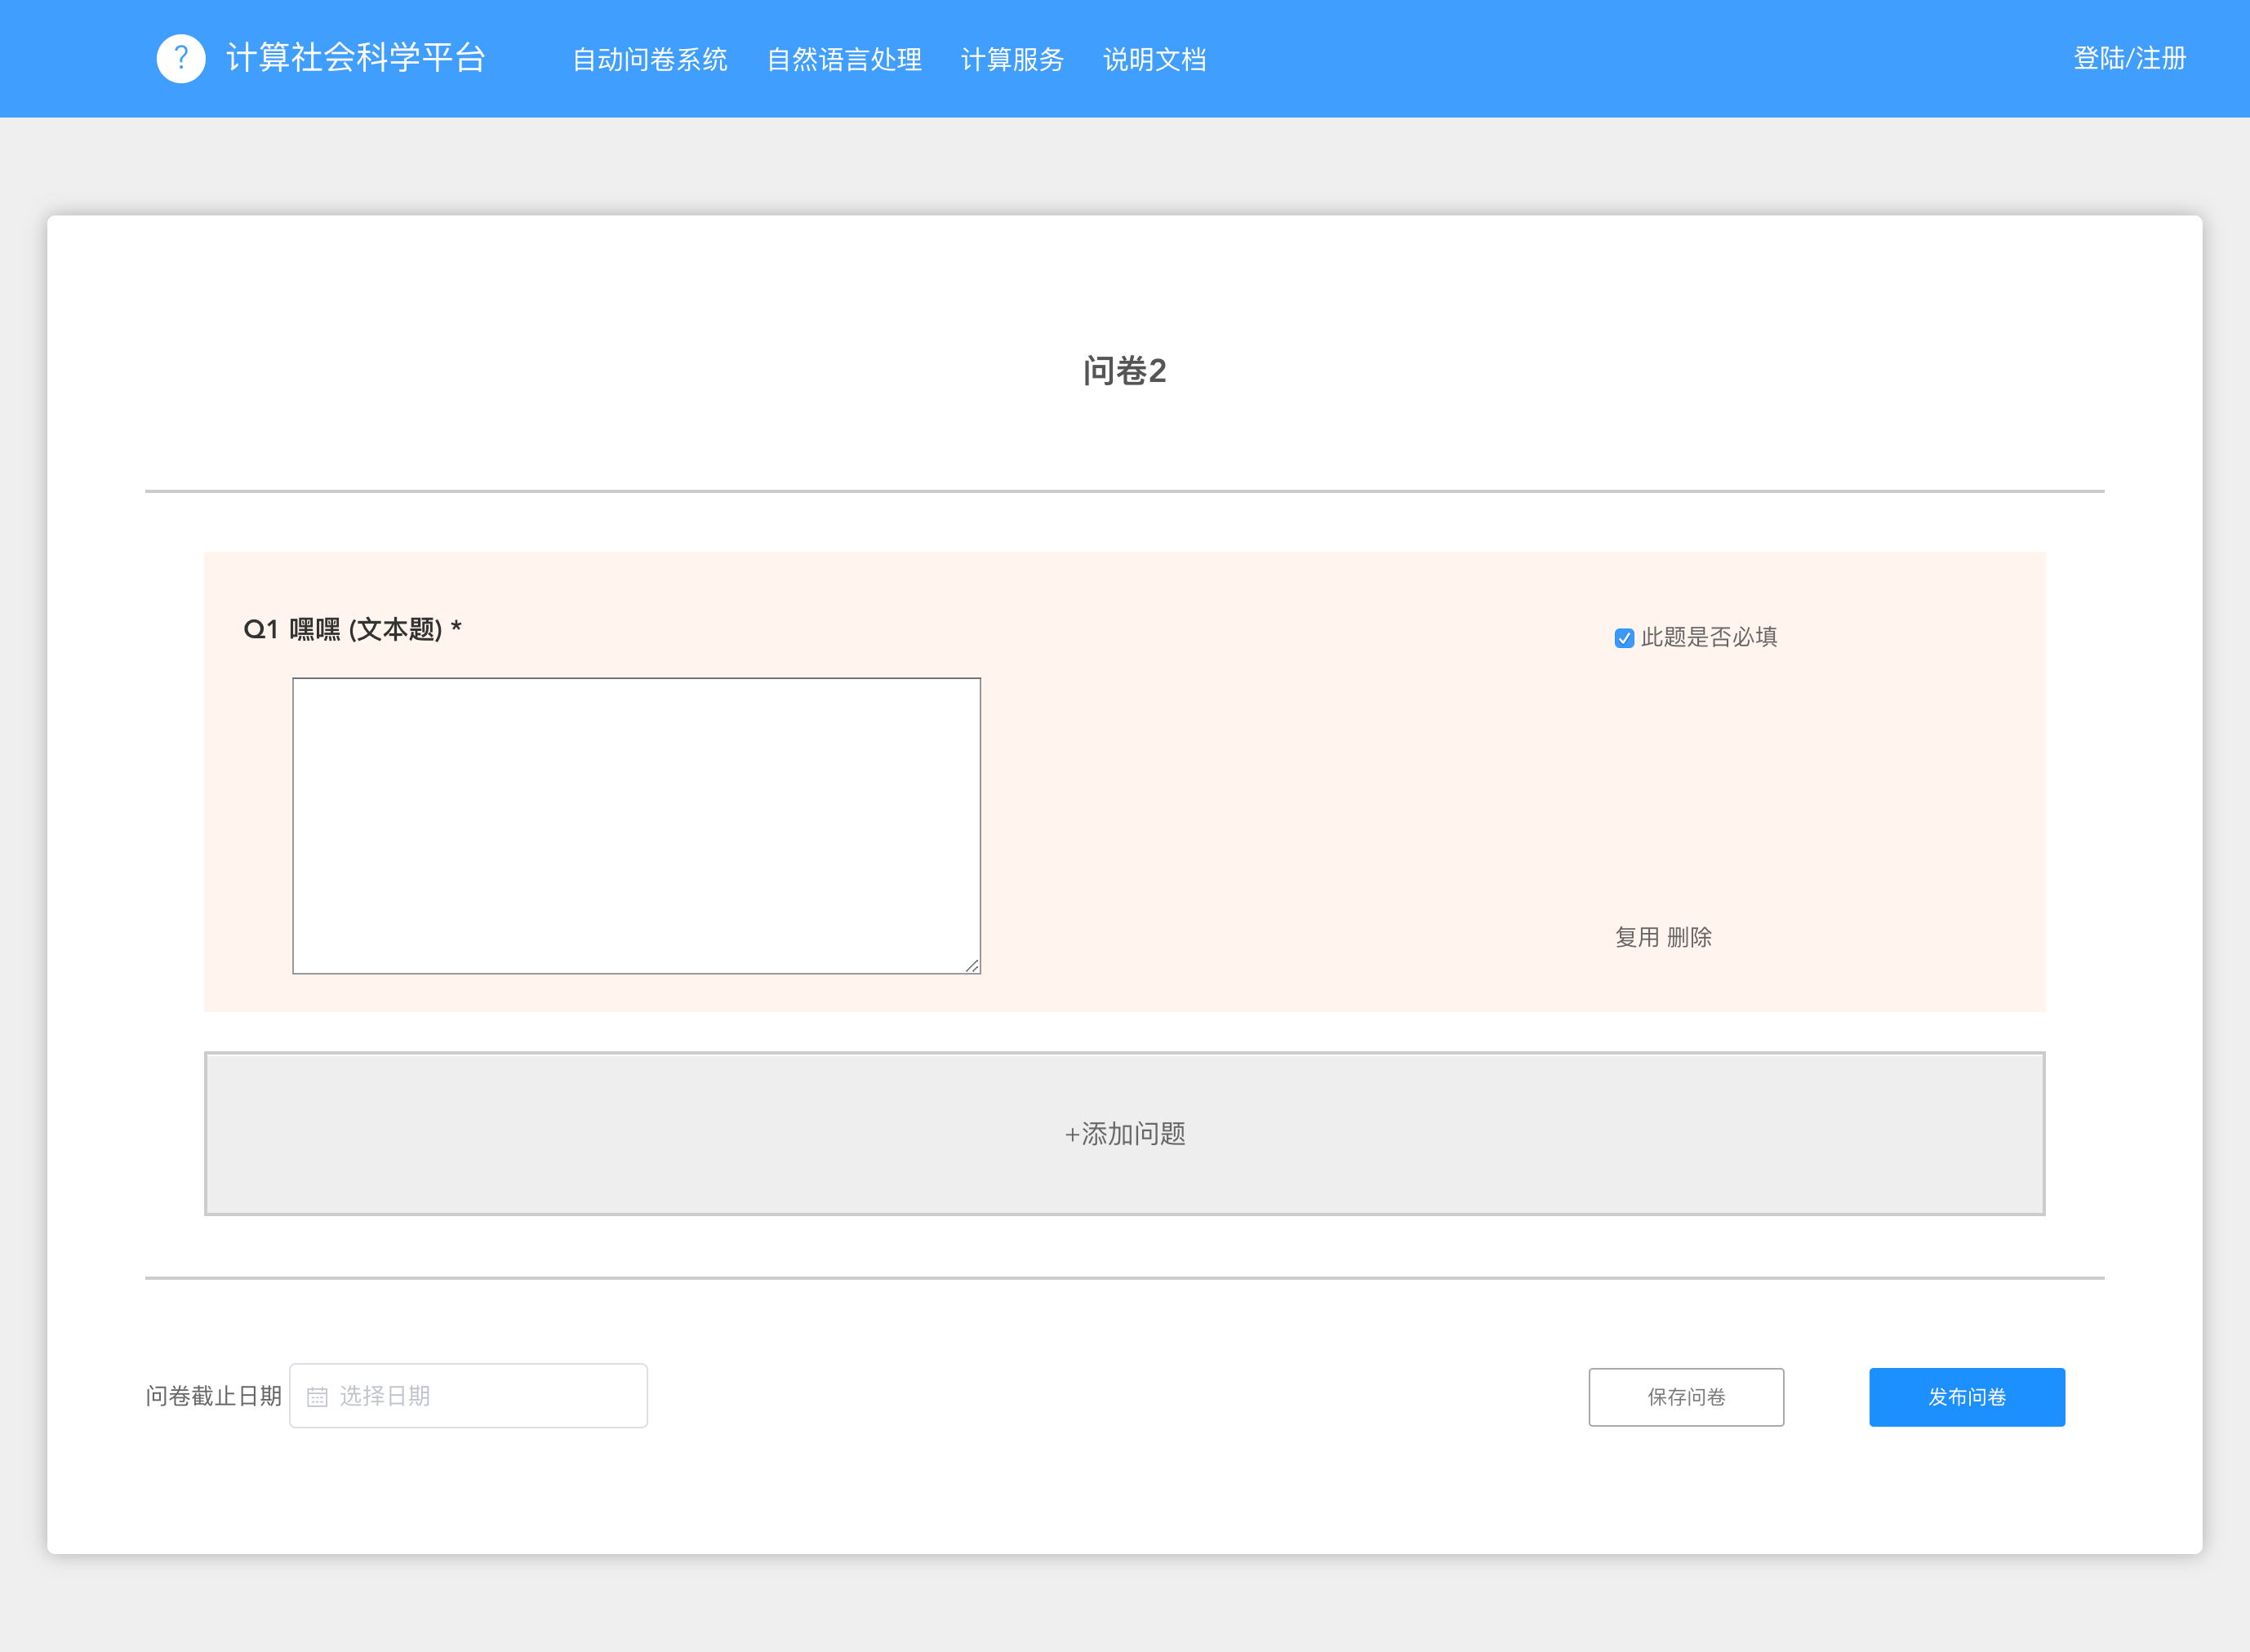 ? 计算社会科学平台 自动问卷系统 自然语言处理 计算服务 说明文档 登陆/注册
问卷2
Q1 嘿嘿 (文本题) *
此题是否必填
复用 删除
+添加问题
问卷截止日期 选择日期 保存问卷 发布问卷